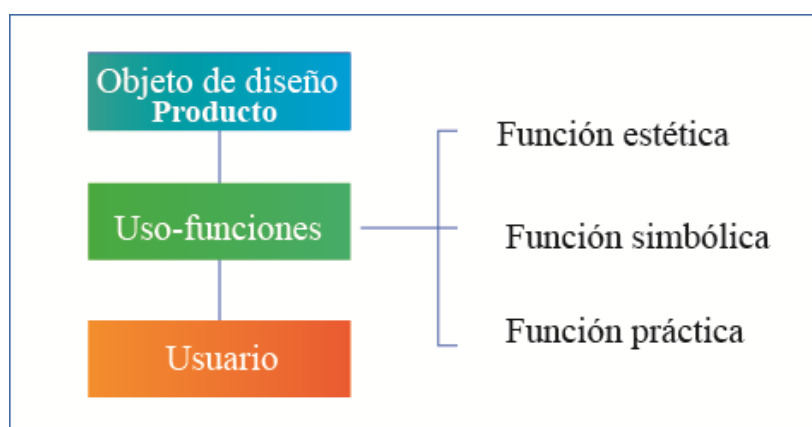 Objeto de diseño
Producto
Uso-funciones
Usuario
Función estética
Función simbólica
Función práctica